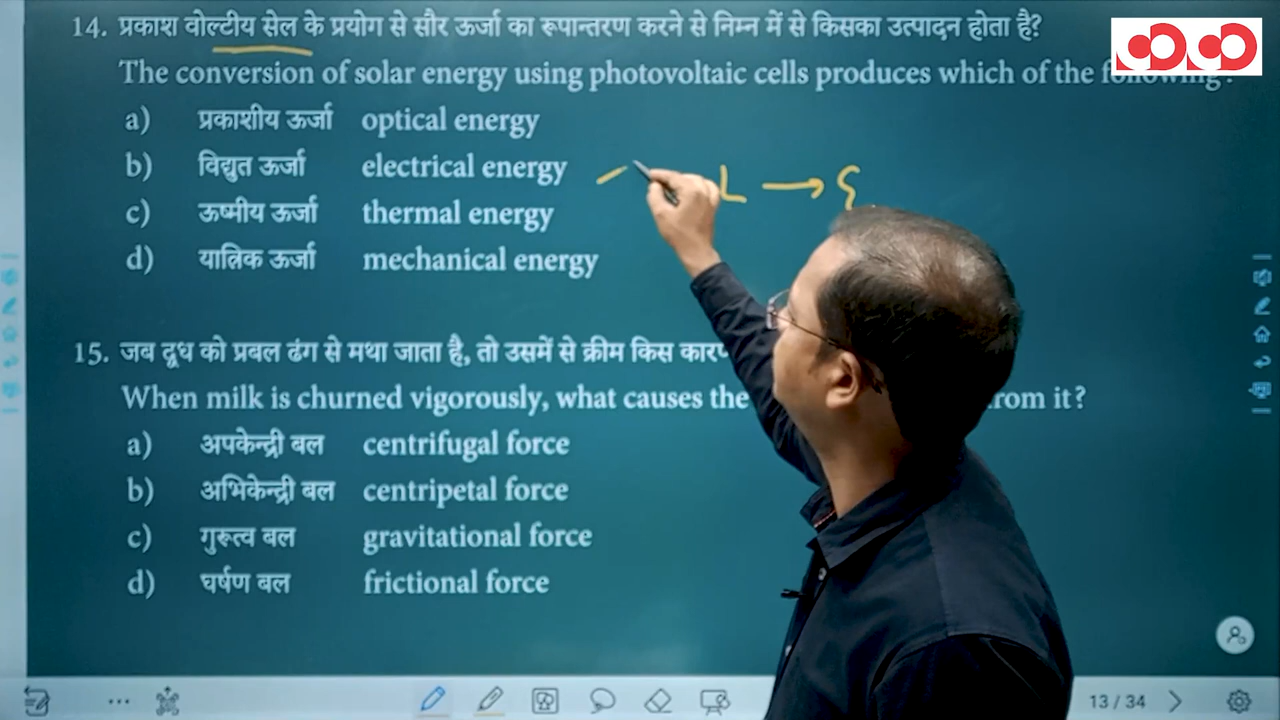 14. प्रकाश वोल्टीय सेल के प्रयोग से सौर ऊर्जा का रूपान्तरण करने से निम्न में से किसका उत्पादन होता है?
The conversion of solar energy using photovoltaic cells produces which of the following?
a) प्रकाशीय ऊर्जा optical energy
b) विद्युत ऊर्जा electrical energy
L → S
c) ऊष्मीय ऊर्जा thermal energy
d) यान्त्रिक ऊर्जा mechanical energy
15. जब दूध को प्रबल ढंग से मथा जाता है, तो उसमें से क्रीम किस
When milk is churned vigorously, what causes the from it?
a) अपकेन्द्री बल centrifugal force
b) अभिकेन्द्री बल centripetal force
c) गुरूत्व बल gravitational force
d) घर्षण बल frictional force
13 / 34